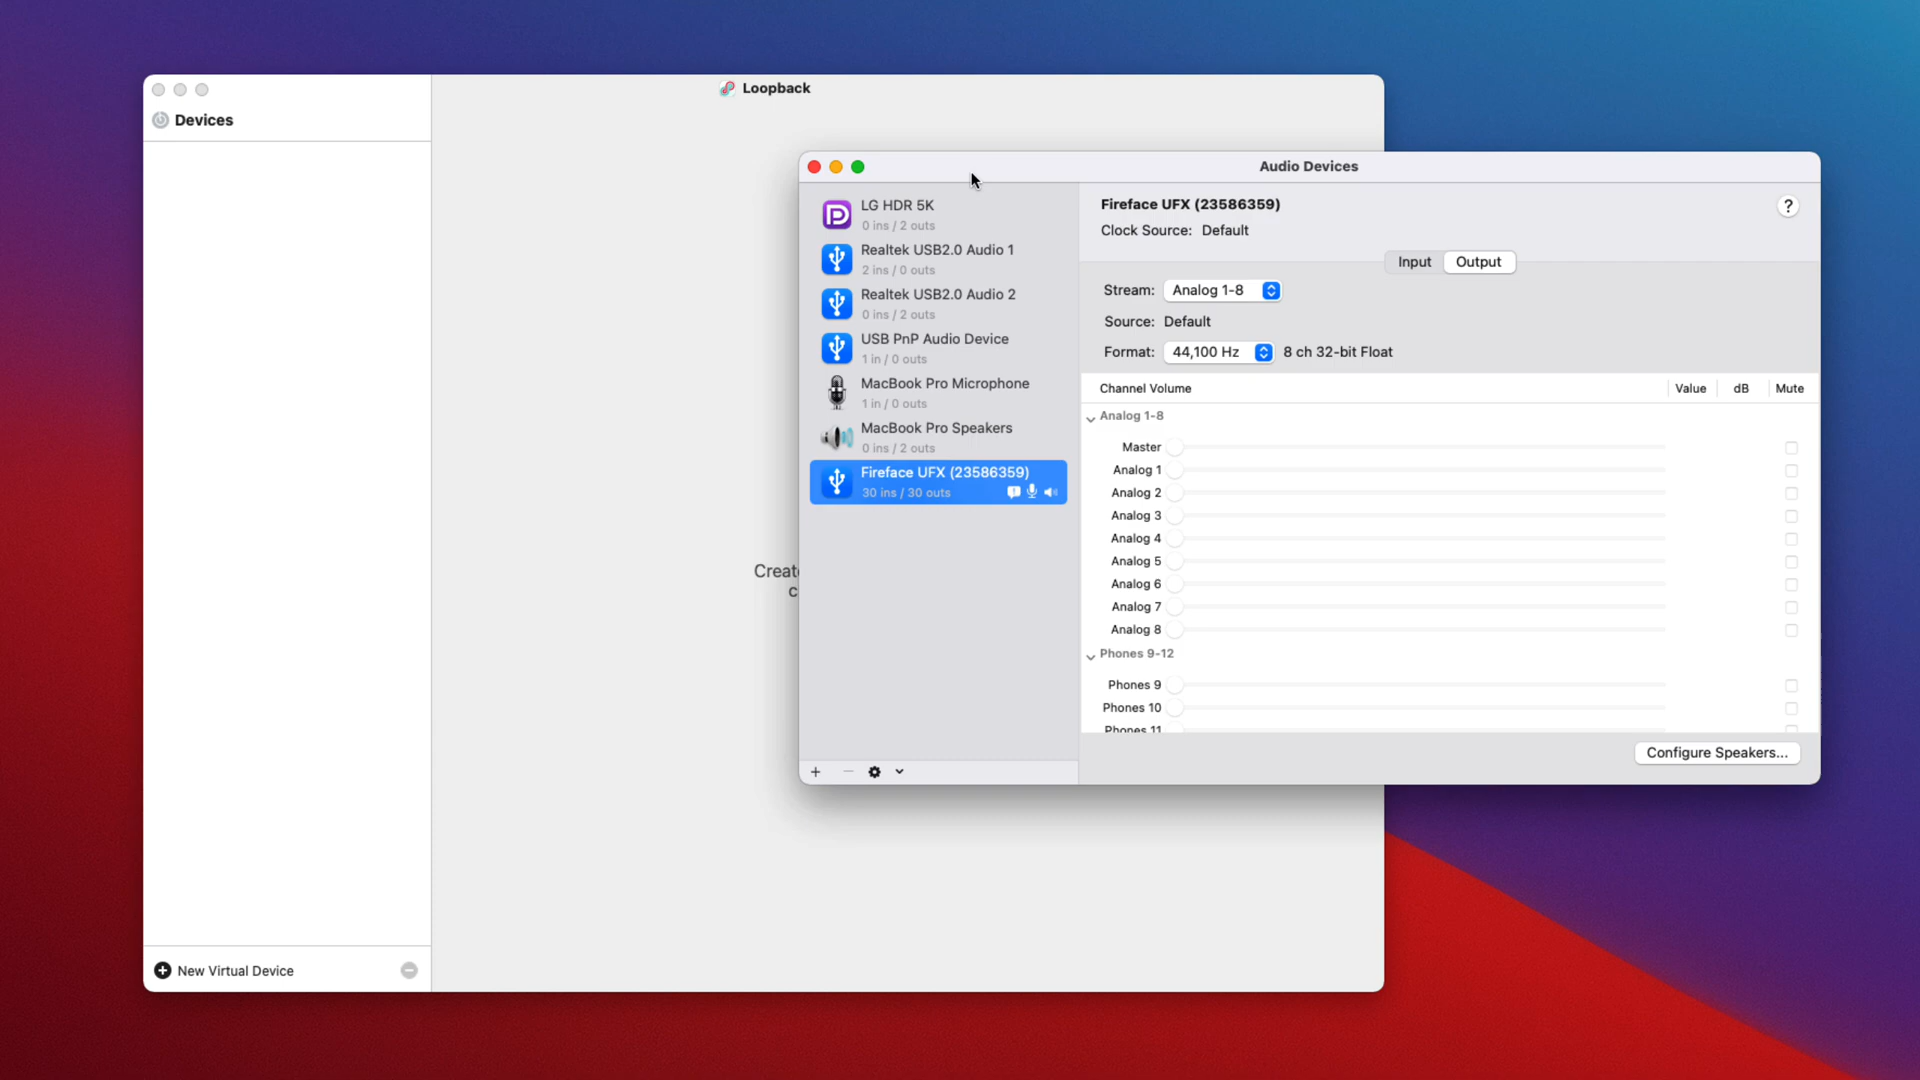 Loopback
Devices
Create
c
New Virtual Device
Audio Devices
LG HDR 5K
0 ins / 2 outs
Realtek USB2.0 Audio 1
2 ins / 0 outs
Realtek USB2.0 Audio 2
0 ins / 2 outs
USB PnP Audio Device
1 in / 0 outs
MacBook Pro Microphone
1 in / 0 outs
MacBook Pro Speakers
0 ins / 2 outs
Fireface UFX (23586359)
30 ins / 30 outs
Fireface UFX (23586359)
?
Clock Source: Default
Input Output
Stream: Analog 1-8
Source: Default
Format: 44,100 Hz 8 ch 32-bit Float
Channel Volume Value dB Mute
Analog 1-8
Master
Analog 1
Analog 2
Analog 3
Analog 4
Analog 5
Analog 6
Analog 7
Analog 8
Phones 9-12
Phones 9
Phones 10
Phones 11
Configure Speakers...